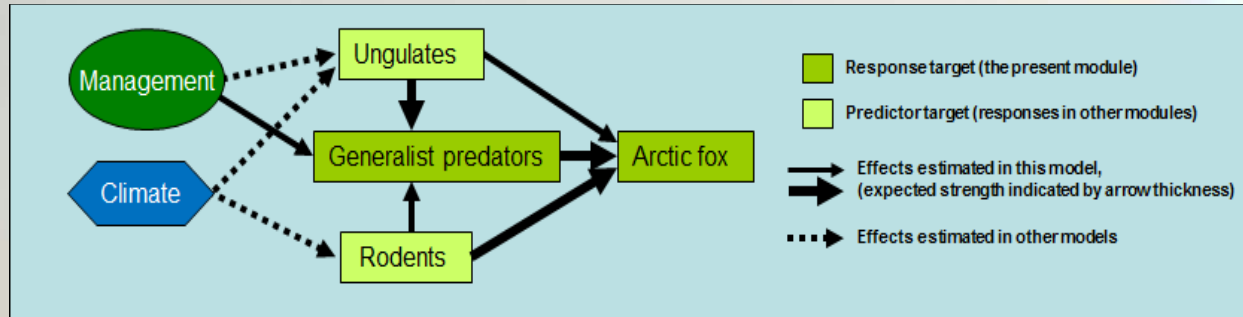 Management
Ungulates
Generalist predators
Arctic fox
Climate
Rodents
Response target (the present module)
Predictor target (responses in other modules)
Effects estimated in this model,
(expected strength indicated by arrow thickness)
Effects estimated in other models